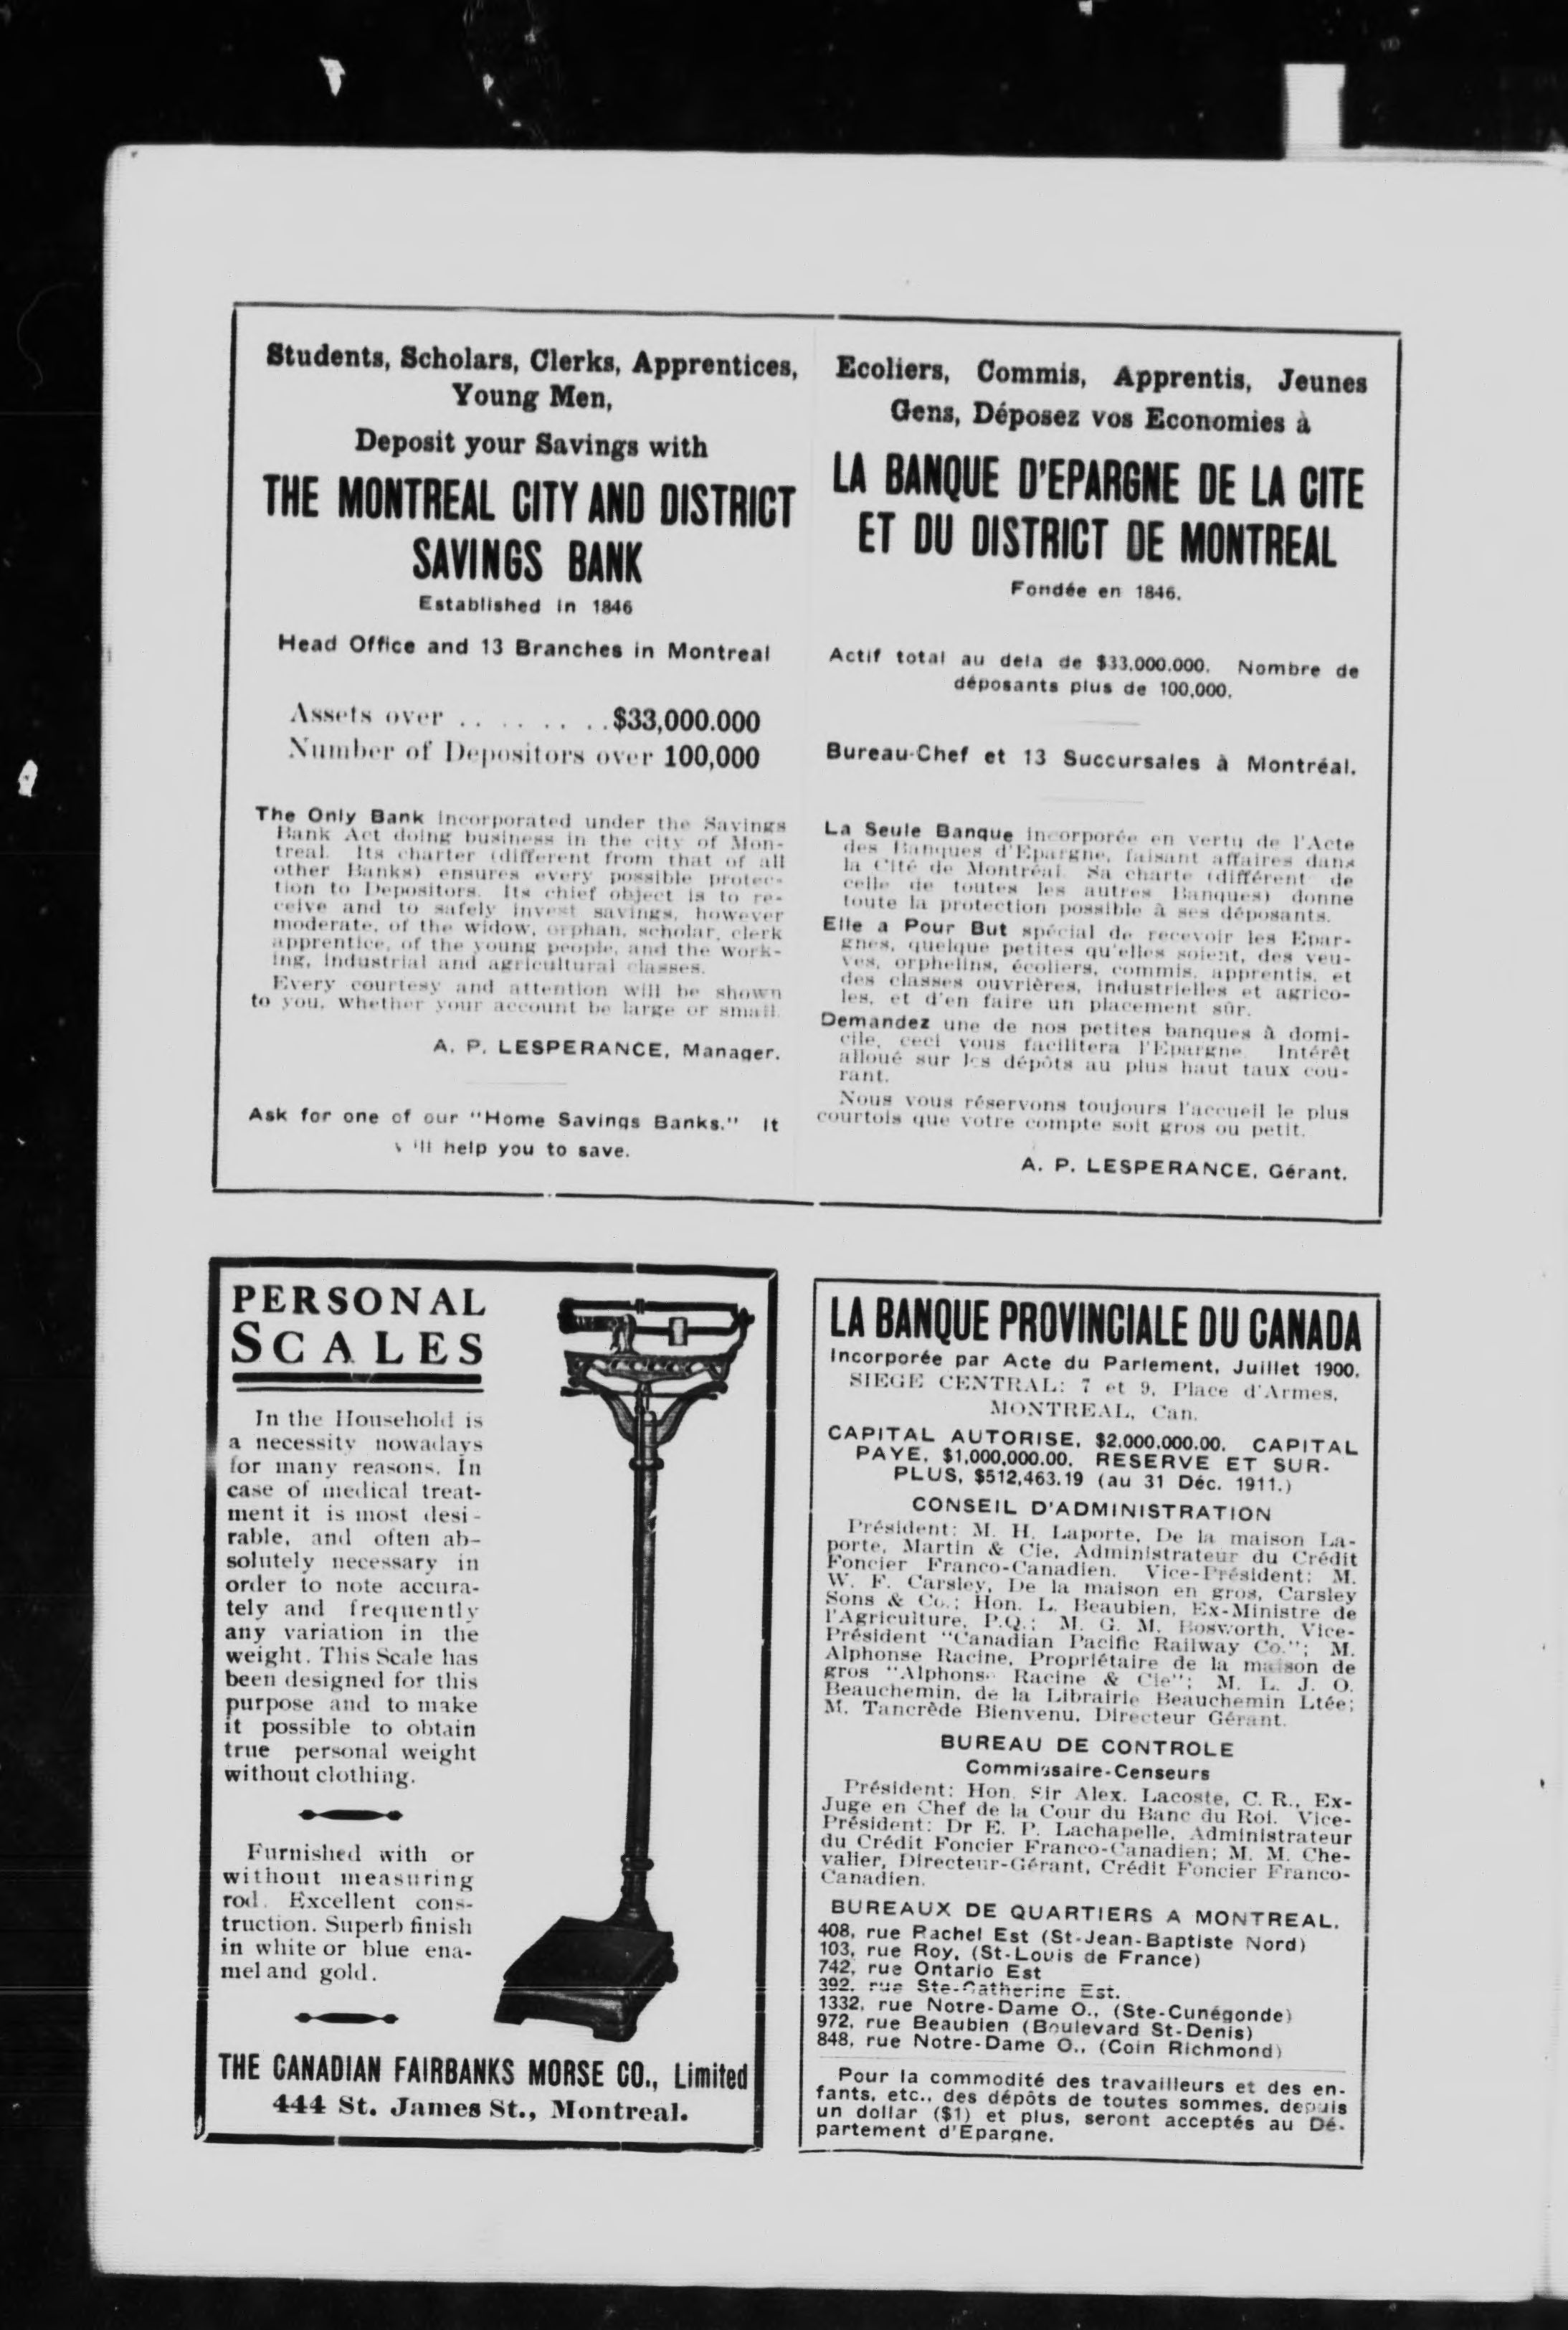 Students, Scholars, Clerks, Apprentices,
Young Men,
Deposit your Savings with
THE MONTREAL CITY AND DISTRICT
SAVINGS BANK
Established in 1846
Head Office and 13 Branches in Montreal
Assets over . . . . . . . . $33,000.000
Number of Depositors over 100,000
The Only Bank incorporated under the Savings
Bank Act doing business in the city of Mon-
treal. Its charter (different from that of all
other Banks) ensures every possible protec-
tion to Depositors. Its chief object is to re-
ceive and to safely invest savings, however
moderate, of the widow, orphan, scholar, clerk
apprentice, of the young people, and the work-
ing, industrial and agricultural classes.
Every courtesy and attention will be shown
to you, whether your account be large or small.
A. P. LESPERANCE, Manager.
Ask for one of our "Home Savings Banks." It
will help you to save.
Ecoliers, Commis, Apprentis, Jeunes
Gens, Déposez vos Economies à
LA BANQUE D'EPARGNE DE LA CITE
ET DU DISTRICT DE MONTREAL
Fondée en 1846.
Actif total au dela de $33.000.000. Nombre de
déposants plus de 100,000.
Bureau-Chef et 13 Succursales à Montréal.
La Seule Banque incorporée en vertu de l'Acte
des Banques d'Epargne, faisant affaires dans
la Cité de Montréal. Sa charte (différent de
celle de toutes les autres Banques) donne
toute la protection possible à ses déposants.
Elle a Pour But spécial de recevoir les Epar-
gnes, quelque petites qu'elles soient, des veu-
ves, orphelins, écoliers, commis, apprentis, et
des classes ouvrières, industrielles et agrico-
les, et d'en faire un placement sûr.
Demandez une de nos petites banques à domi-
cile, ceci vous facilitera l'Epargne. Intérêt
alloué sur les dépôts au plus haut taux cou-
rant.
Nous vous réservons toujours l'accueil le plus
courtois que votre compte soit gros ou petit.
A. P. LESPERANCE, Gérant.
PERSONAL
SCALES
In the Household is
a necessity nowadays
for many reasons. In
case of medical treat-
ment it is most desi-
rable, and often ab-
solutely necessary in
order to note accura-
tely and frequently
any variation in the
weight. This Scale has
been designed for this
purpose and to make
it possible to obtain
true personal weight
without clothing.
Furnished with or
without measuring
rod. Excellent cons-
truction. Superb finish
in white or blue ena-
mel and gold.
THE CANADIAN FAIRBANKS MORSE CO., Limited
444 St. James St., Montreal.
LA BANQUE PROVINCIALE DU CANADA
Incorporée par Acte du Parlement, Juillet 1900.
SIEGE CENTRAL: 7 et 9, Place d'Armes,
MONTREAL, Can.
CAPITAL AUTORISE, $2.000.000.00. CAPITAL
PAYE, $1,000,000.00. RESERVE ET SUR-
PLUS, $512,463.19 (au 31 Déc. 1911.)
CONSEIL D'ADMINISTRATION
Président: M. H. Laporte, De la maison La-
porte, Martin & Cie, Administrateur du Crédit
Foncier Franco-Canadien. Vice-Président: M.
W. F. Carsley, De la maison en gros, Carsley
Sons & Co.; Hon. L. Beaubien, Ex-Ministre de
l'Agriculture, P.Q.; M. G. M. Bosworth, Vice-
Président "Canadian Pacific Railway Co."; M.
Alphonse Racine, Propriétaire de la maison de
gros "Alphonse Racine & Cie"; M. L. J. O.
Beauchemin, de la Librairie Beauchemin Ltée;
M. Tancrède Bienvenu, Directeur Gérant.
BUREAU DE CONTROLE
Commissaire-Censeurs
Président: Hon. Sir Alex. Lacoste, C. R., Ex-
Juge en Chef de la Cour du Banc du Roi. Vice-
Président: Dr E. P. Lachapelle, Administrateur
du Crédit Foncier Franco-Canadien; M. M. Che-
valier, Directeur-Gérant, Crédit Foncier Franco-
Canadien.
BUREAUX DE QUARTIERS A MONTREAL.
408, rue Rachel Est (St-Jean-Baptiste Nord)
103, rue Roy, (St-Louis de France)
742, rue Ontario Est
392, rue Ste-Catherine Est.
1332, rue Notre-Dame O., (Ste-Cunégonde)
972, rue Beaubien (Boulevard St-Denis)
848, rue Notre-Dame O., (Coin Richmond)
Pour la commodité des travailleurs et des en-
fants, etc., des dépôts de toutes sommes, depuis
un dollar ($1) et plus, seront acceptés au Dé-
partement d'Epargne.